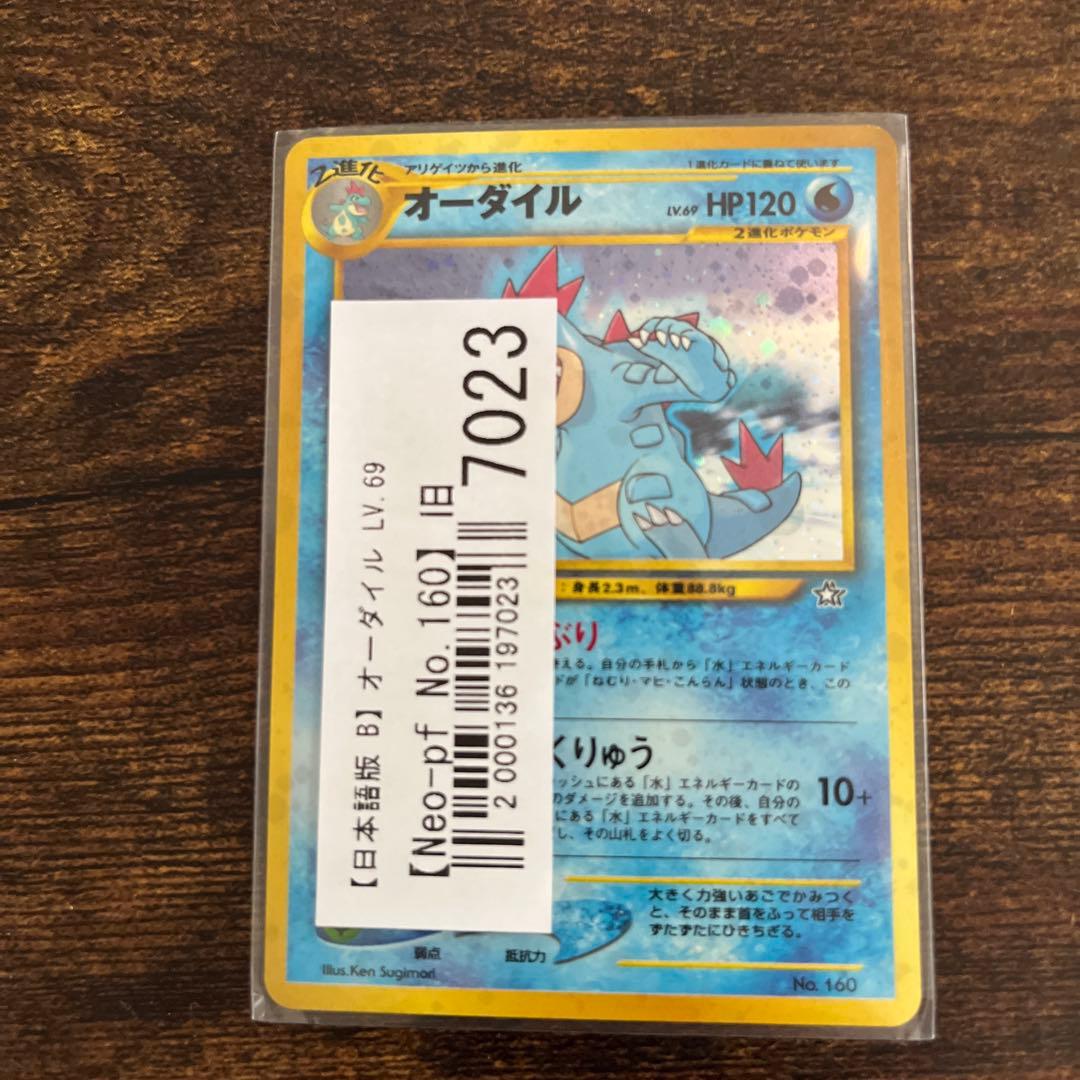 2進化
アリゲイツから進化
1進化カードに重ねて使います
オーダイル
LV.69 HP120
2進化ポケモン
【日本語版 B】オーダイル LV.69
【Neo-pf No.160】 旧
7023
2 000136 197023
: 身長2.3m、体重88.8kg
ぶり
える。自分の手札から「水」エネルギーカード
ドが「ねむり・マヒ・こんらん」状態のとき、この
くりゅう
ッシュにある「水」エネルギーカードの
のダメージを追加する。その後、自分の
にある「水」エネルギーカードをすべて
し、その山札をよく切る。
10+
大きく力強いあごでかみつく
と、そのまま首をふって相手を
ずたずたにひきちぎる。
弱点
抵抗力
Illus.Ken Sugimori
No. 160